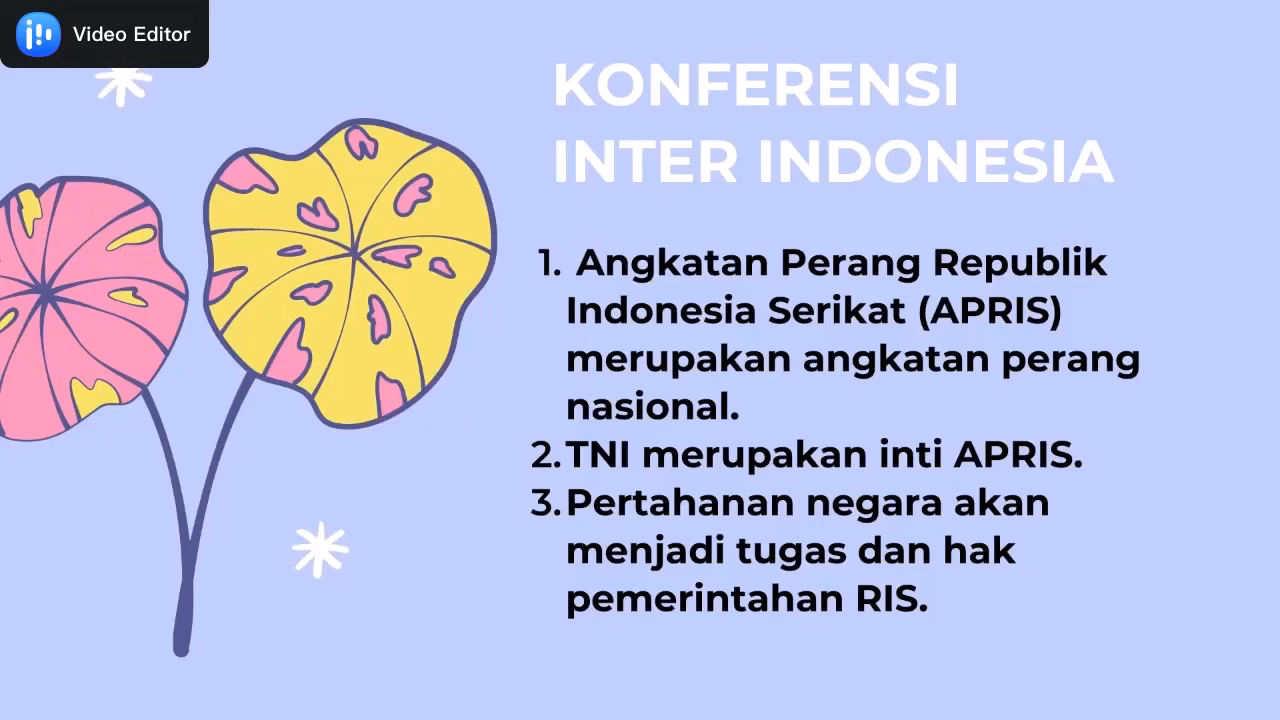 Video Editor
KONFERENSI
INTER INDONESIA
1. Angkatan Perang Republik
Indonesia Serikat (APRIS)
merupakan angkatan perang
nasional.
2. TNI merupakan inti APRIS.
3. Pertahanan negara akan
menjadi tugas dan hak
pemerintahan RIS.